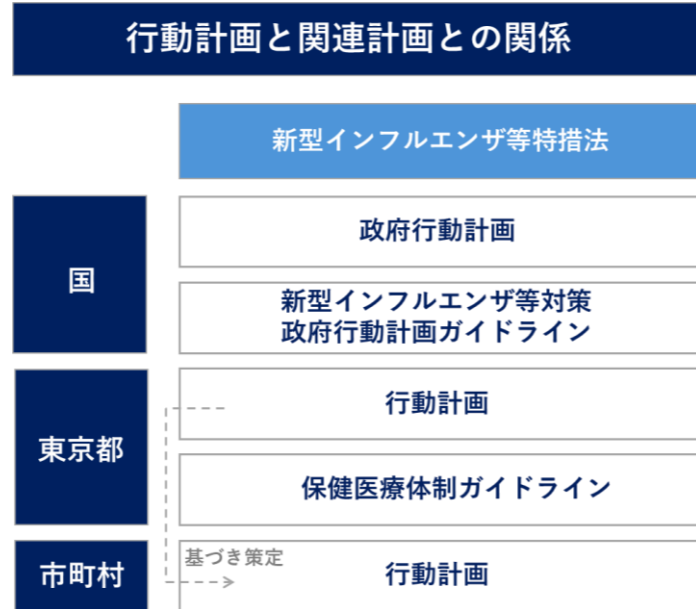 行動計画と関連計画との関係
新型インフルエンザ等特措法
国
政府行動計画
新型インフルエンザ等対策
政府行動計画ガイドライン
東京都
行動計画
保健医療体制ガイドライン
市町村
基づき策定
行動計画